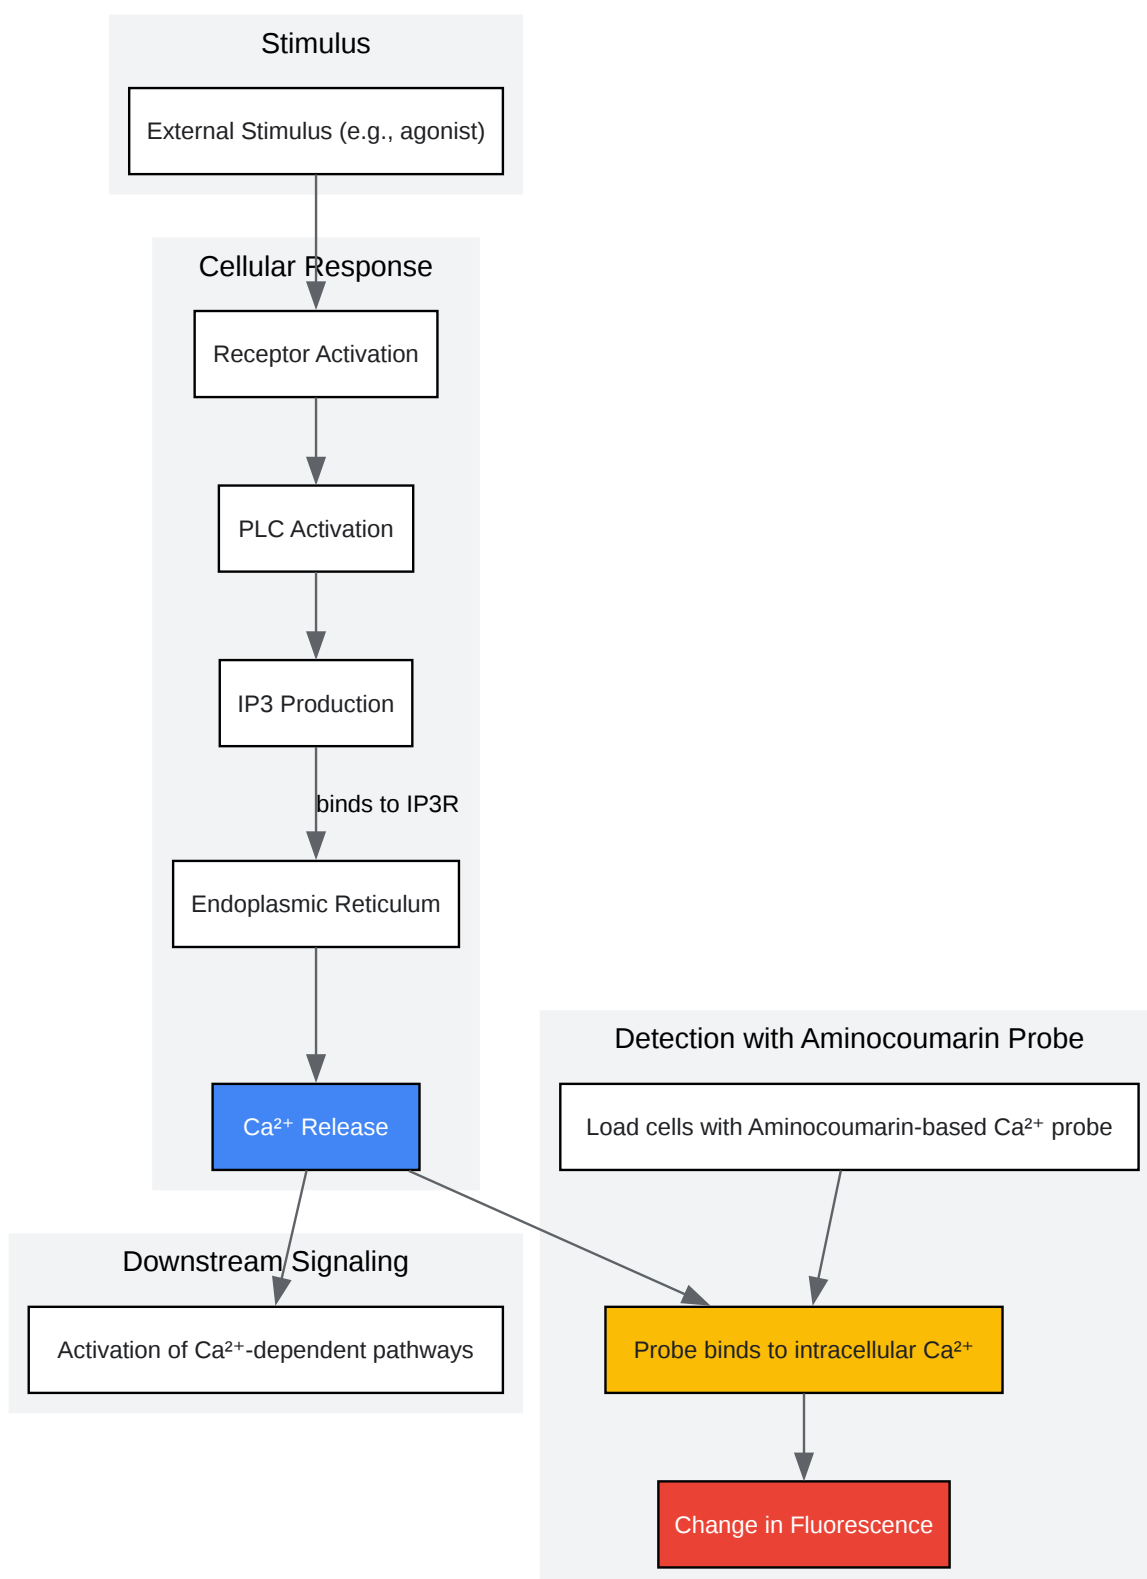 Stimulus
External Stimulus (e.g., agonist)
Cellular Response
Receptor Activation
PLC Activation
IP3 Production
binds to IP3R
Endoplasmic Reticulum
Ca²⁺ Release
Detection with Aminocoumarin Probe
Load cells with Aminocoumarin-based Ca²⁺ probe
Downstream Signaling
Activation of Ca²⁺-dependent pathways
Probe binds to intracellular Ca²⁺
Change in Fluorescence